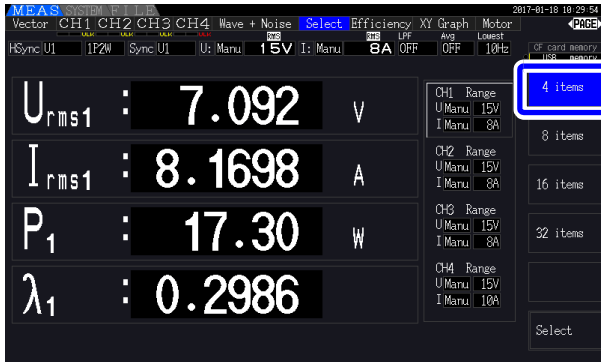 MEAS SYSTEM FILE 2017-01-18 10:29:54
Vector CH1 CH2 CH3 CH4 Wave + Noise Select Efficiency XY Graph Motor PAGE
RMS RMS LPF Avg Lowest
HSync U1 1P2W Sync U1 U: Manu 15V I: Manu 8A OFF OFF 10Hz
CF card memory
USB memory
Urms1 : 7.092 V
Irms1 : 8.1698 A
P1 : 17.30 W
λ1 : 0.2986
CH1 Range
U Manu 15V
I Manu 8A
CH2 Range
U Manu 15V
I Manu 8A
CH3 Range
U Manu 15V
I Manu 8A
CH4 Range
U Manu 15V
I Manu 10A
4 items
8 items
16 items
32 items
Select